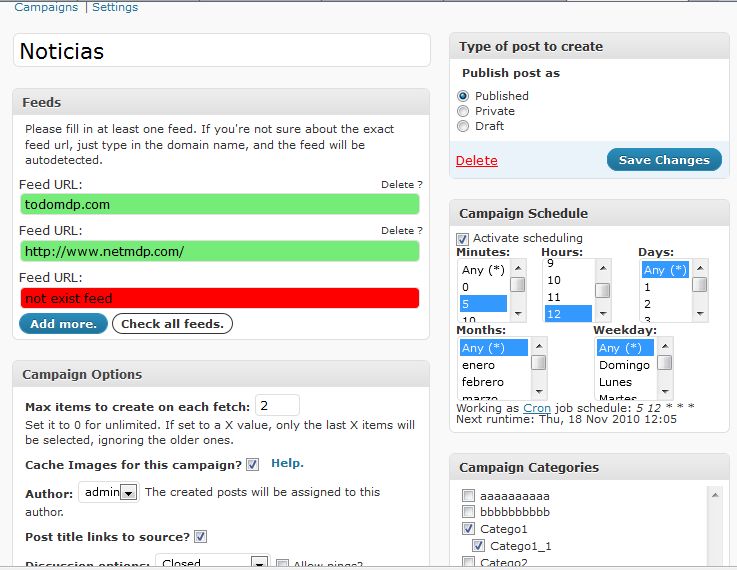 Campaigns | Settings
Noticias
Feeds
Please fill in at least one feed. If you're not sure about the exact
feed url, just type in the domain name, and the feed will be
autodetected.
Feed URL: Delete ?
todomdp.com
Feed URL: Delete ?
http://www.netmdp.com/
Feed URL:
not exist feed
Add more. Check all feeds.
Campaign Options
Max items to create on each fetch: 2
Set it to 0 for unlimited. If set to a X value, only the last X items
will be selected, ignoring the older ones.
Cache Images for this campaign? Help.
Author: admin The created posts will be assigned to this
author.
Post title links to source?
Discussion options: Closed Allow pings?
Type of post to create
Publish post as
Published
Private
Draft
Delete Save Changes
Campaign Schedule
Activate scheduling
Minutes: Hours: Days:
Any (*) 9 Any (*)
0 10 1
5 11 2
10 12 3
Months: Weekday:
Any (*) Any (*)
enero Domingo
febrero Lunes
marzo Martes
Working as Cron job schedule: 5 12 * * *
Next runtime: Thu, 18 Nov 2010 12:05
Campaign Categories
aaaaaaaaaa
bbbbbbbbbb
Catego1
Catego1_1
Catego2